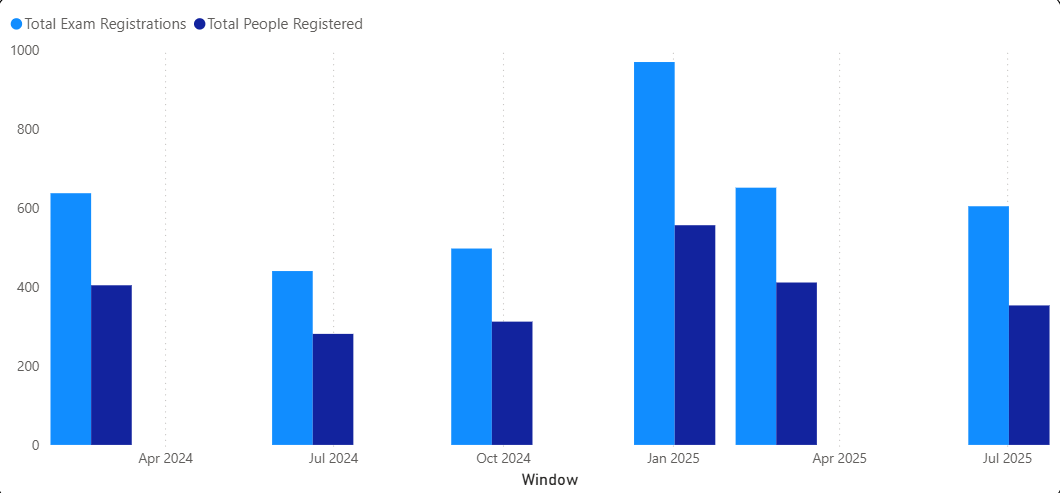 Total Exam Registrations Total People Registered
1000
800
600
400
200
0
Apr 2024 Jul 2024 Oct 2024 Jan 2025 Apr 2025 Jul 2025
Window